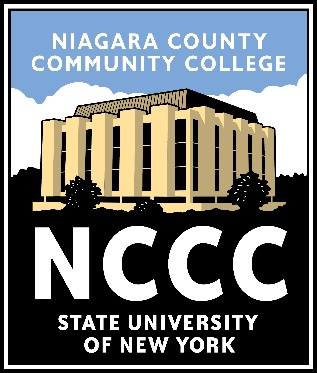 NIAGARA COUNTY
COMMUNITY COLLEGE
NCCC
STATE UNIVERSITY
OF NEW YORK